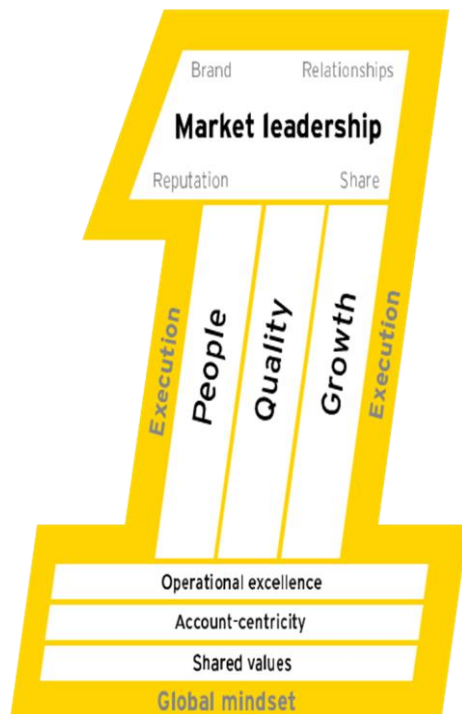 Brand Relationships
Market leadership
Reputation Share
Execution
People
Quality
Growth
Execution
Operational excellence
Account-centricity
Shared values
Global mindset